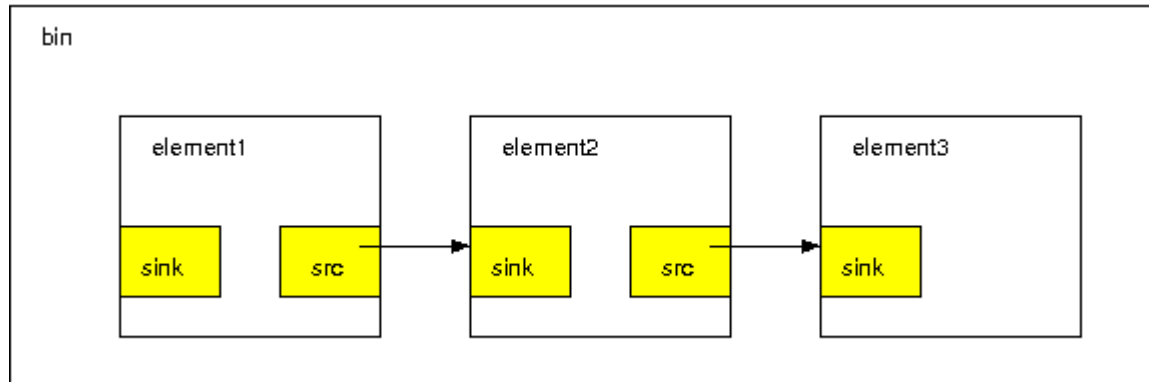 bin
element1
element2
element3
sink
src
sink
src
sink